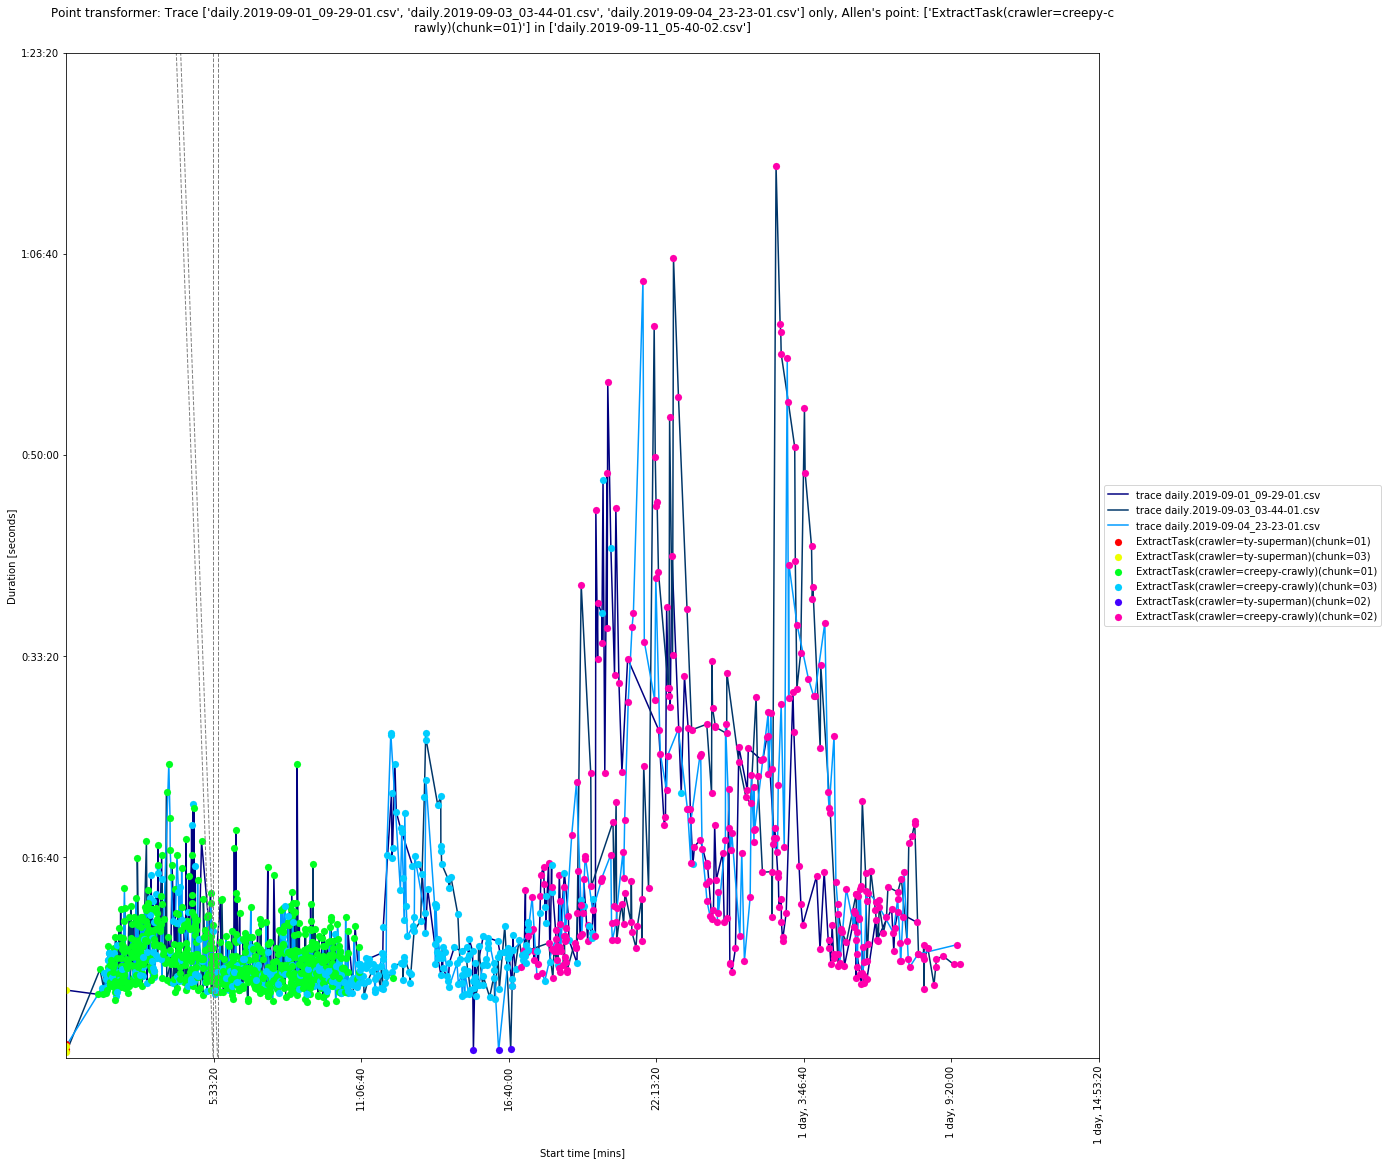 Point transformer: Trace ['daily.2019-09-01_09-29-01.csv', 'daily.2019-09-03_03-44-01.csv', 'daily.2019-09-04_23-23-01.csv'] only, Allen's point: ['ExtractTask(crawler=creepy-c
rawly)(chunk=01)'] in ['daily.2019-09-11_05-40-02.csv']
1:23:20
1:06:40
0:50:00
0:33:20
0:16:40
Duration [seconds]
trace daily.2019-09-01_09-29-01.csv
trace daily.2019-09-03_03-44-01.csv
trace daily.2019-09-04_23-23-01.csv
ExtractTask(crawler=ty-superman)(chunk=01)
ExtractTask(crawler=ty-superman)(chunk=03)
ExtractTask(crawler=creepy-crawly)(chunk=01)
ExtractTask(crawler=creepy-crawly)(chunk=03)
ExtractTask(crawler=ty-superman)(chunk=02)
ExtractTask(crawler=creepy-crawly)(chunk=02)
5:33:20
11:06:40
16:40:00
22:13:20
1 day, 3:46:40
1 day, 9:20:00
1 day, 14:53:20
Start time [mins]